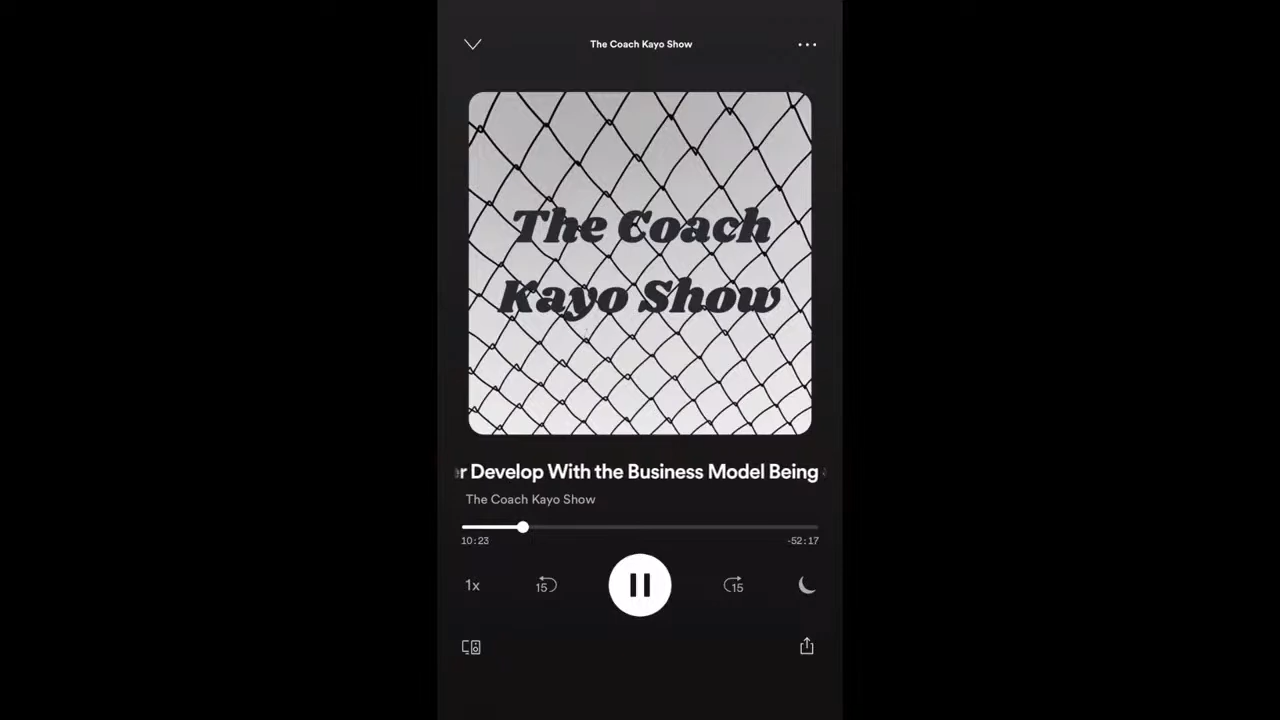 The Coach Kayo Show
The Coach
Kayo Show
r Develop With the Business Model Being
The Coach Kayo Show
10:23
-52:17
1x
15
15